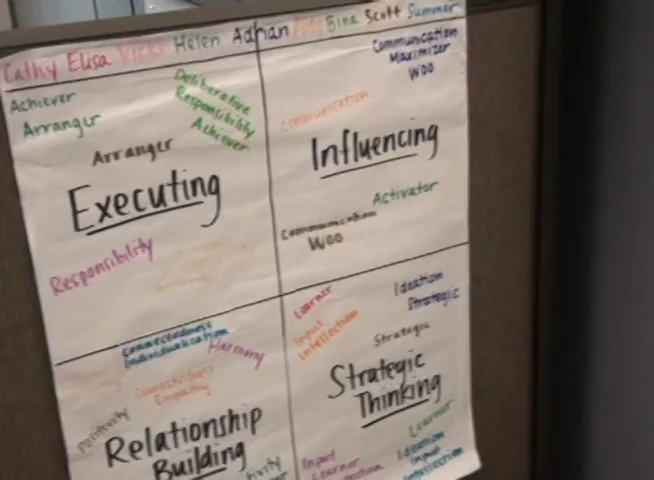 Cathy Elisa Vicki Helen Adrian Bina Scott Summer
Achiever
Arranger
Deliberative
Responsibility
Achiever
Arranger
Executing
Responsibility
Communication
Maximizer
Woo
Communication
Influencing
Activator
Communication
Woo
Connectedness
Individualization
Harmony
Connectedness
Empathy
Positivity
Relationship
Building
Learner
Input
Intellection
Ideation
Strategic
Strategic
Strategic
Thinking
Learner
Ideation
Input
Intellection
Input
Learner